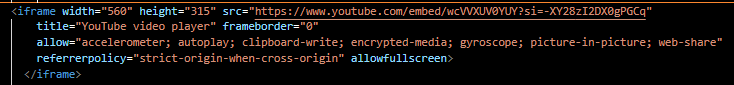 <iframe width="560" height="315" src="https://www.youtube.com/embed/wcVVXUV0YUY?si=-XY28zI2DX0gPGCq"
title="YouTube video player" frameborder="0"
allow="accelerometer; autoplay; clipboard-write; encrypted-media; gyroscope; picture-in-picture; web-share"
referrerpolicy="strict-origin-when-cross-origin" allowfullscreen>
</iframe>